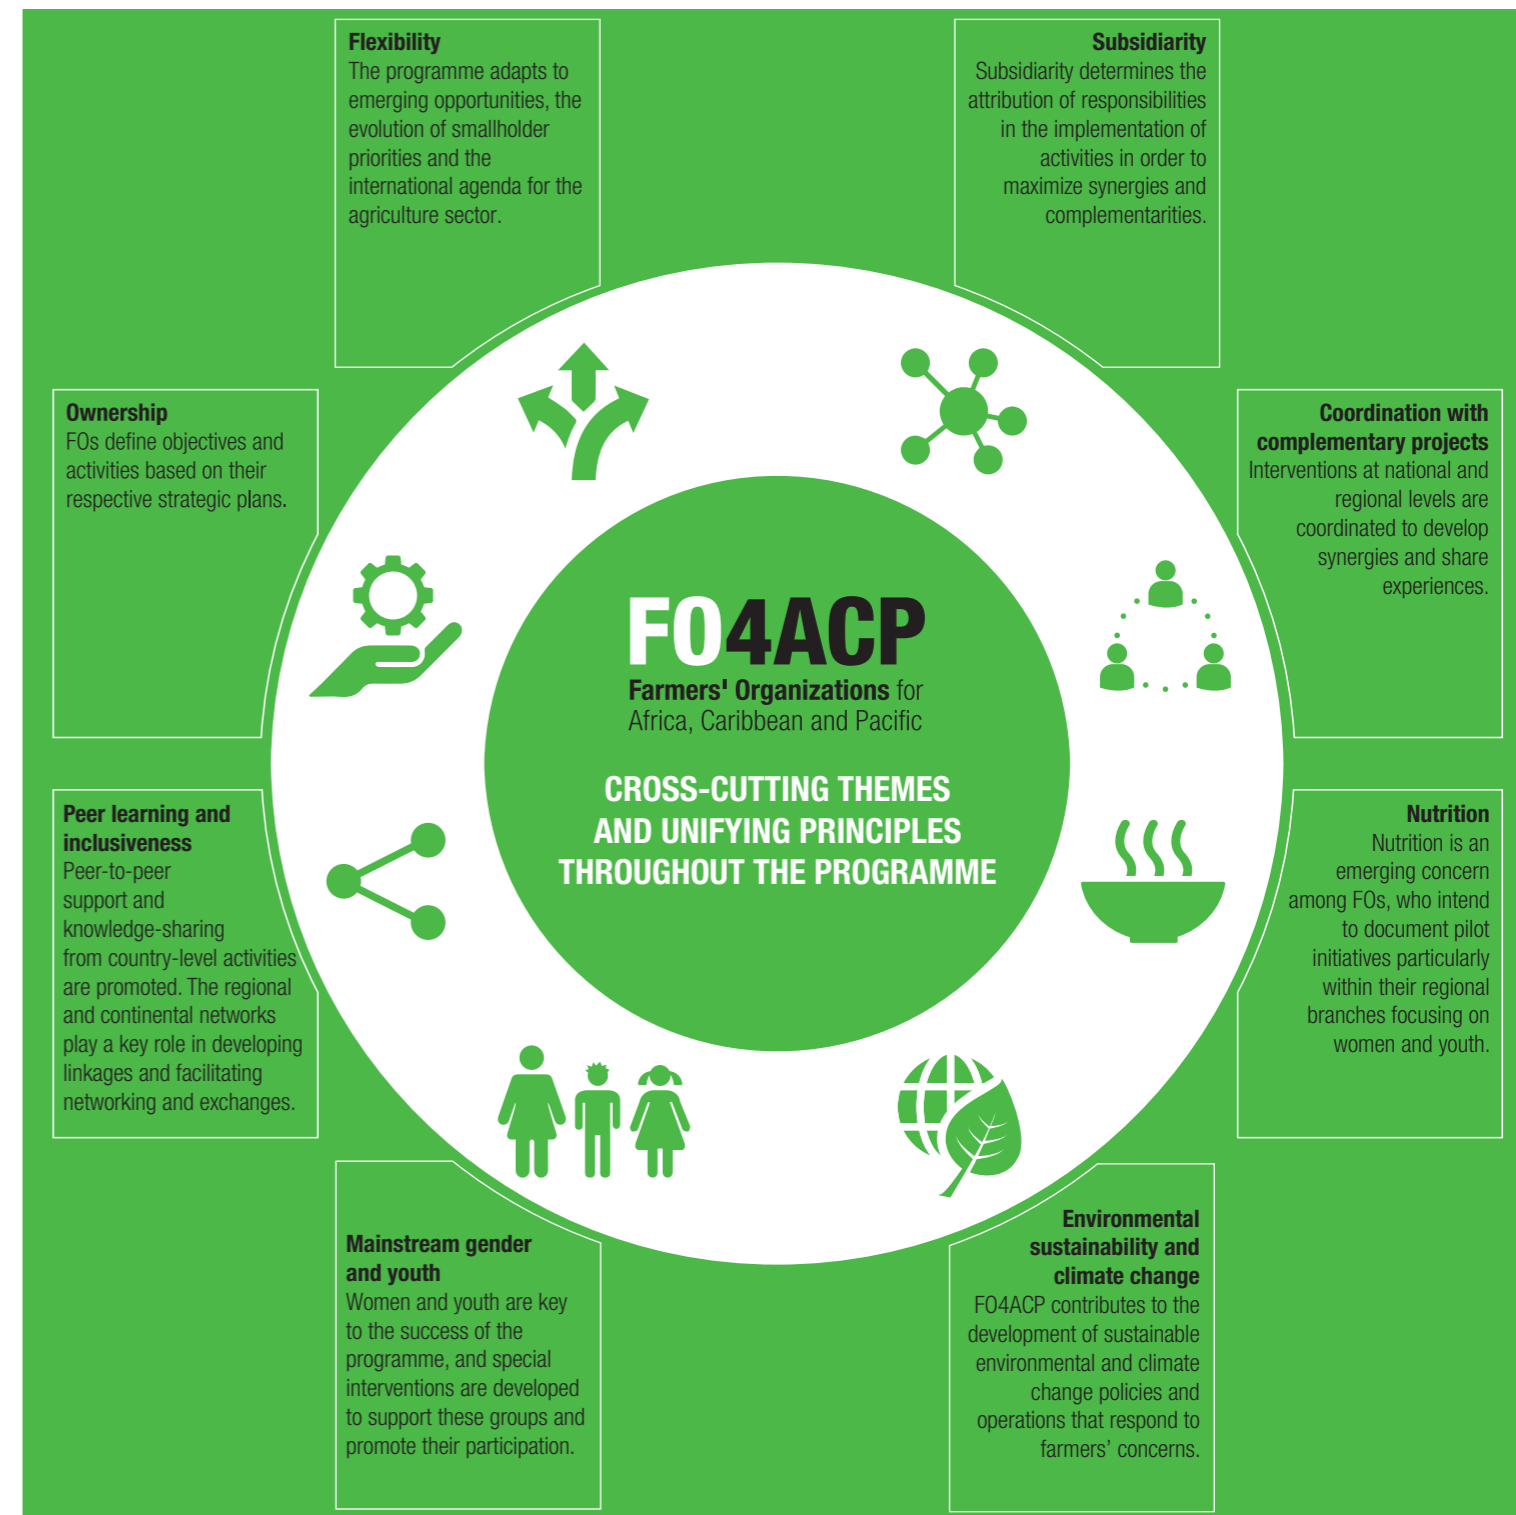 Flexibility
The programme adapts to
emerging opportunities, the
evolution of smallholder
priorities and the
international agenda for the
agriculture sector.
Subsidiarity
Subsidiarity determines the
attribution of responsibilities
in the implementation of
activities in order to
maximize synergies and
complementarities.
Ownership
FOs define objectives and
activities based on their
respective strategic plans.
Coordination with
complementary projects
Interventions at national and
regional levels are
coordinated to develop
synergies and share
experiences.
FO4ACP
Farmers' Organizations for
Africa, Caribbean and Pacific
CROSS-CUTTING THEMES
AND UNIFYING PRINCIPLES
THROUGHOUT THE PROGRAMME
Peer learning and
inclusiveness
Peer-to-peer
support and
knowledge-sharing
from country-level activities
are promoted. The regional
and continental networks
play a key role in developing
linkages and facilitating
networking and exchanges.
Nutrition
Nutrition is an
emerging concern
among FOs, who intend
to document pilot
initiatives particularly
within their regional
branches focusing on
women and youth.
Mainstream gender
and youth
Women and youth are key
to the success of the
programme, and special
interventions are developed
to support these groups and
promote their participation.
Environmental
sustainability and
climate change
FO4ACP contributes to the
development of sustainable
environmental and climate
change policies and
operations that respond to
farmers’ concerns.